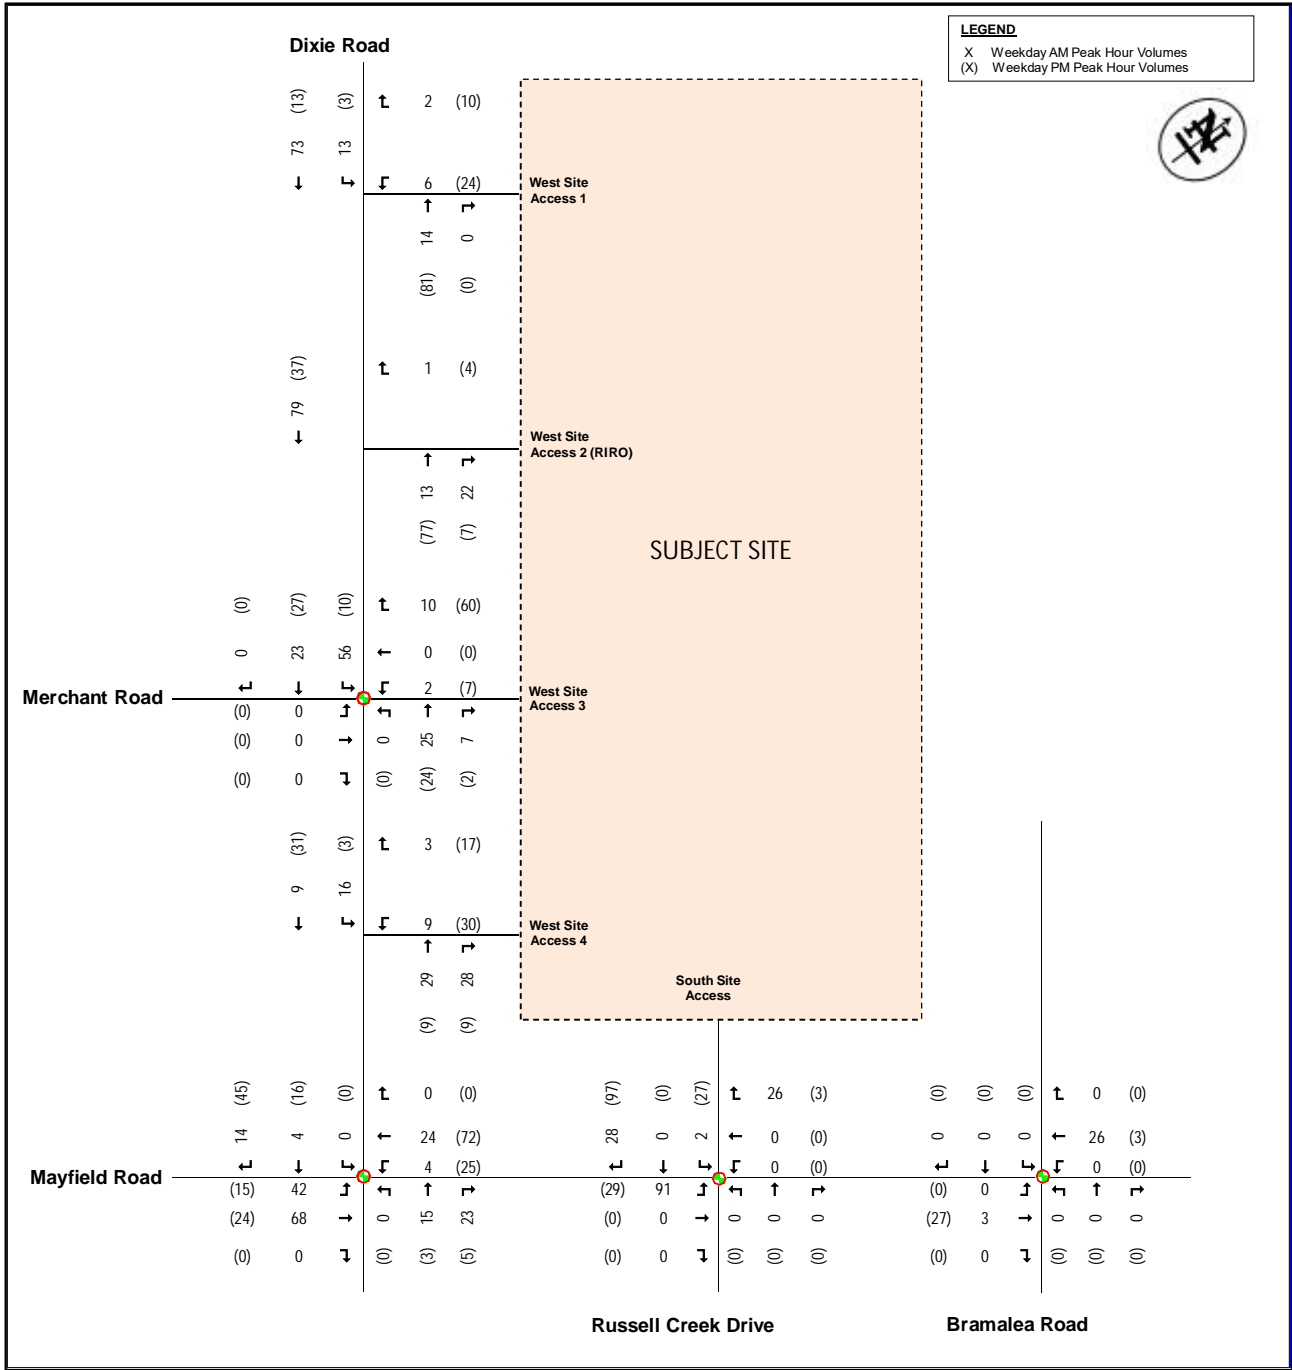 LEGEND
X Weekday AM Peak Hour Volumes
(X) Weekday PM Peak Hour Volumes
Dixie Road
(13) (3) 2 (10)
73 13
6 (24)
West Site
Access 1
14 0
(81) (0)
(37) 1 (4)
79
West Site
Access 2 (RIRO)
13 22
(77) (7)
SUBJECT SITE
(0) (27) (10) 10 (60)
0 23 56 0 (0)
2 (7)
Merchant Road
West Site
Access 3
(0) 0
(0) 0 0 25 7
(0) 0 (0) (24) (2)
(31) (3) 3 (17)
9 16
9 (30)
West Site
Access 4
29 28
(9) (9)
South Site
Access
(45) (16) (0) 0 (0) (97) (0) (27) 26 (3) (0) (0) (0) 0 (0)
14 4 0 24 (72) 28 0 2 0 (0) 0 0 0 26 (3)
4 (25) 0 (0) 0 (0)
Mayfield Road
(15) 42 (29) 91 (0) 0
(24) 68 0 15 23 (0) 0 0 0 0 (27) 3 0 0 0
(0) 0 (0) (3) (5) (0) 0 (0) (0) (0) (0) 0 (0) (0) (0)
Russell Creek Drive
Bramalea Road